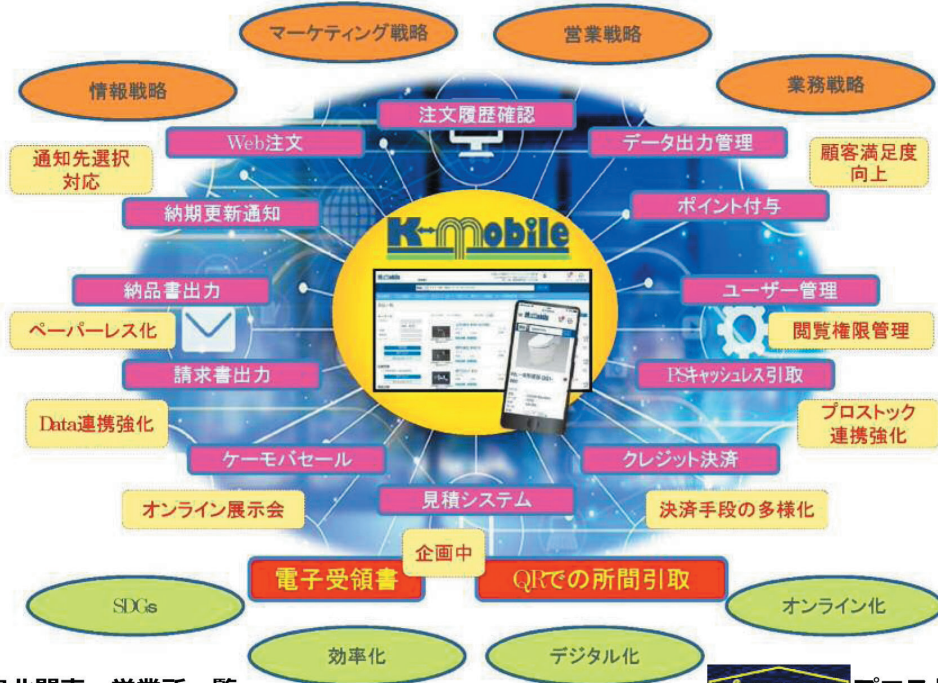 マーケティング戦略
営業戦略
情報戦略
業務戦略
注文履歴確認
Web注文
データ出力管理
通知先選択
対応
顧客満足度
向上
納期更新通知
ポイント付与
K↔mobile
納品書出力
ユーザー管理
ペーパーレス化
閲覧権限管理
請求書出力
PSキャッシュレス引取
Data連携強化
プロストック
連携強化
ケーモバセール
クレジット決済
オンライン展示会
見積システム
決済手段の多様化
企画中
電子受領書
QRでの所間引取
SDGs
オンライン化
効率化
デジタル化